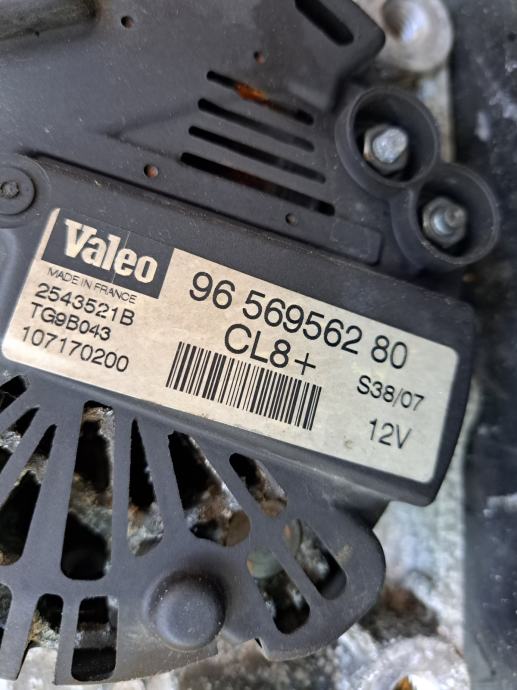 Valeo
MADE IN FRANCE
2543521B
TG9B043
107170200
96 569562 80
CL8+
S38/07
12V